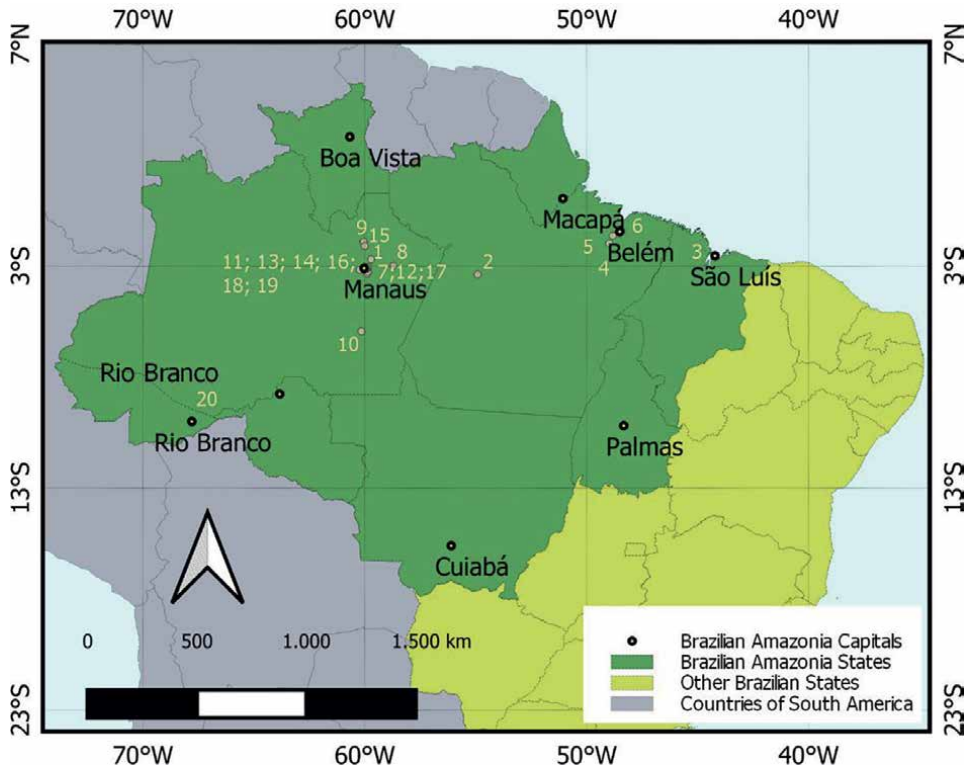 70°W 60°W 50°W 40°W
7°N 7°N
Boa Vista
Macapá
9 15 6
1 8 5 Belém
11; 13; 14; 16; 2 3
3°S 3°S
7;12;17 4
18; 19 Manaus São Luís
10
Rio Branco
20
Rio Branco Palmas
13°S 13°S
Cuiabá
0 500 1.000 1.500 km
Brazilian Amazonia Capitals
Brazilian Amazonia States
Other Brazilian States
Countries of South America
23°S 23°S
70°W 60°W 50°W 40°W